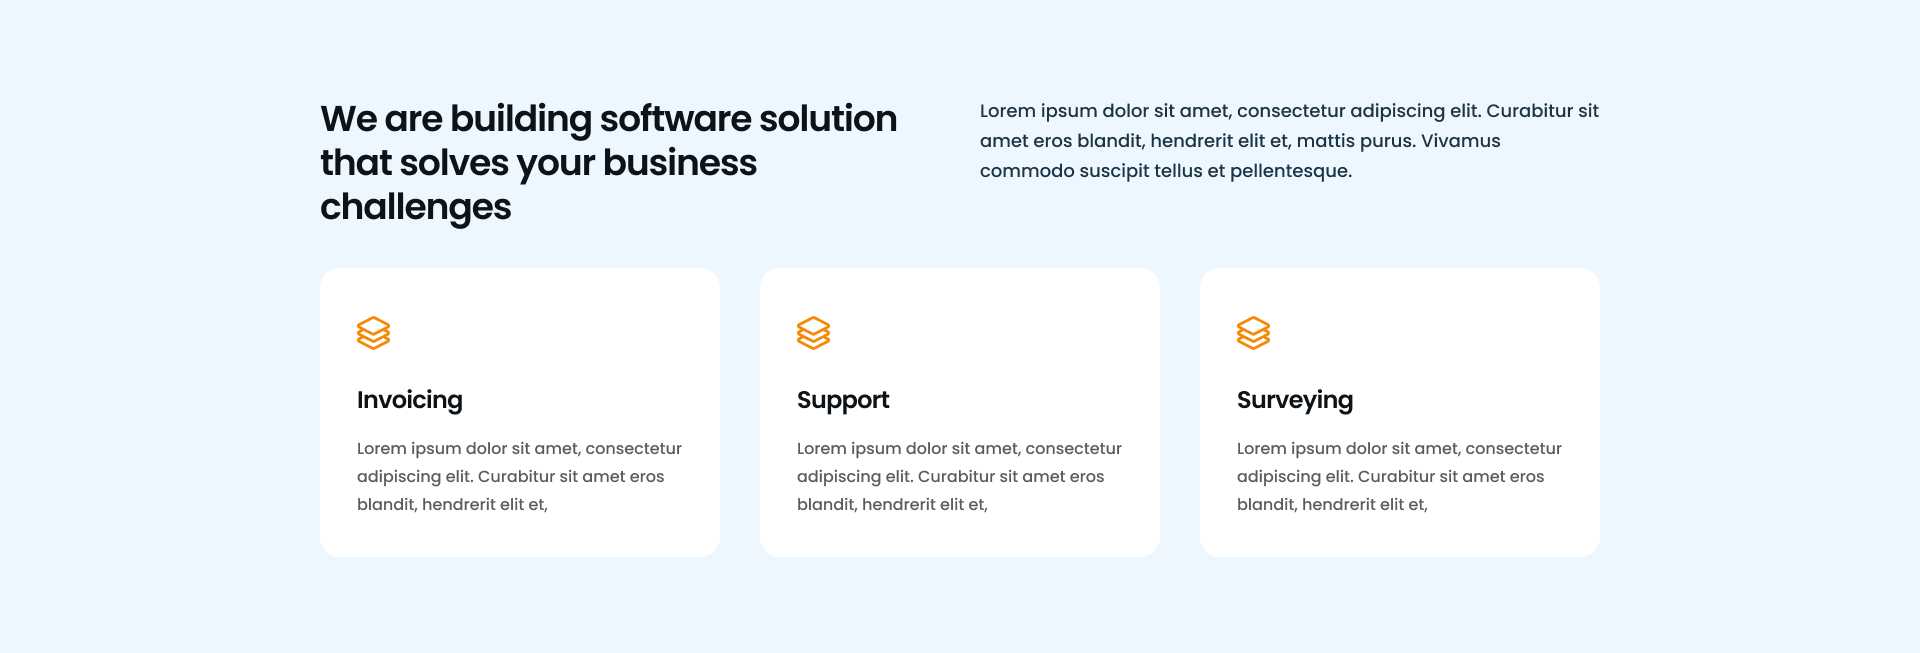 We are building software solution
that solves your business
challenges
Lorem ipsum dolor sit amet, consectetur adipiscing elit. Curabitur sit
amet eros blandit, hendrerit elit et, mattis purus. Vivamus
commodo suscipit tellus et pellentesque.
Invoicing
Lorem ipsum dolor sit amet, consectetur
adipiscing elit. Curabitur sit amet eros
blandit, hendrerit elit et,
Support
Lorem ipsum dolor sit amet, consectetur
adipiscing elit. Curabitur sit amet eros
blandit, hendrerit elit et,
Surveying
Lorem ipsum dolor sit amet, consectetur
adipiscing elit. Curabitur sit amet eros
blandit, hendrerit elit et,